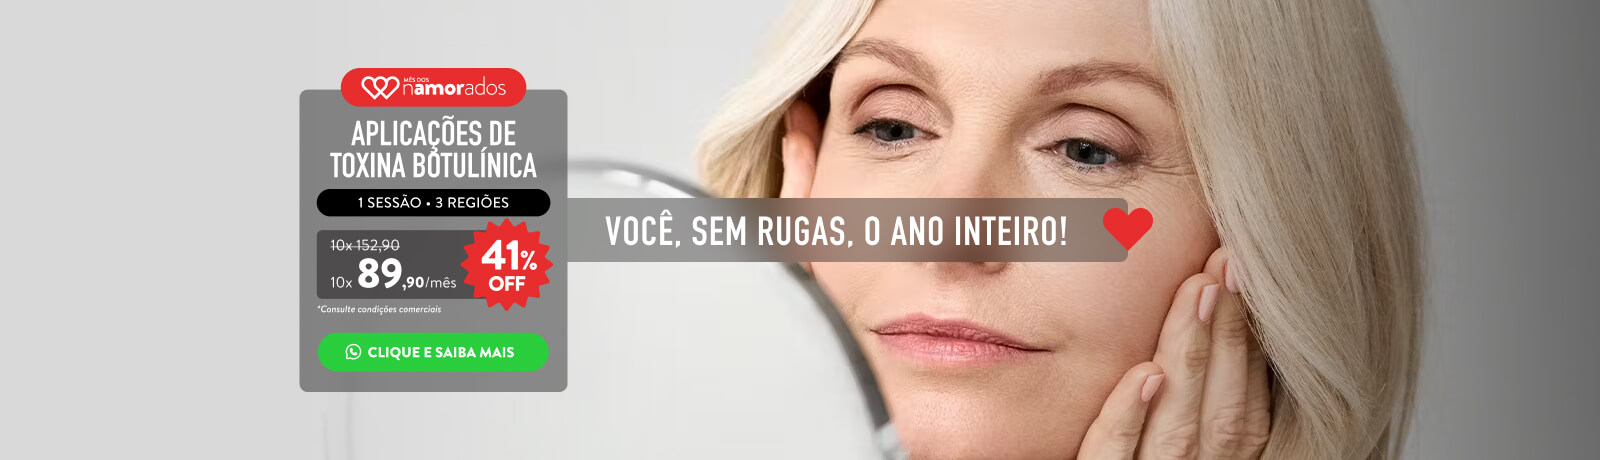 MÊS DOS
namorados
APLICAÇÕES DE
TOXINA BOTULÍNICA
1 SESSÃO • 3 REGIÕES
10x 152,90
10x 89,90/mês
41%
OFF
*Consulte condições comerciais
CLIQUE E SAIBA MAIS
VOCÊ, SEM RUGAS, O ANO INTEIRO!